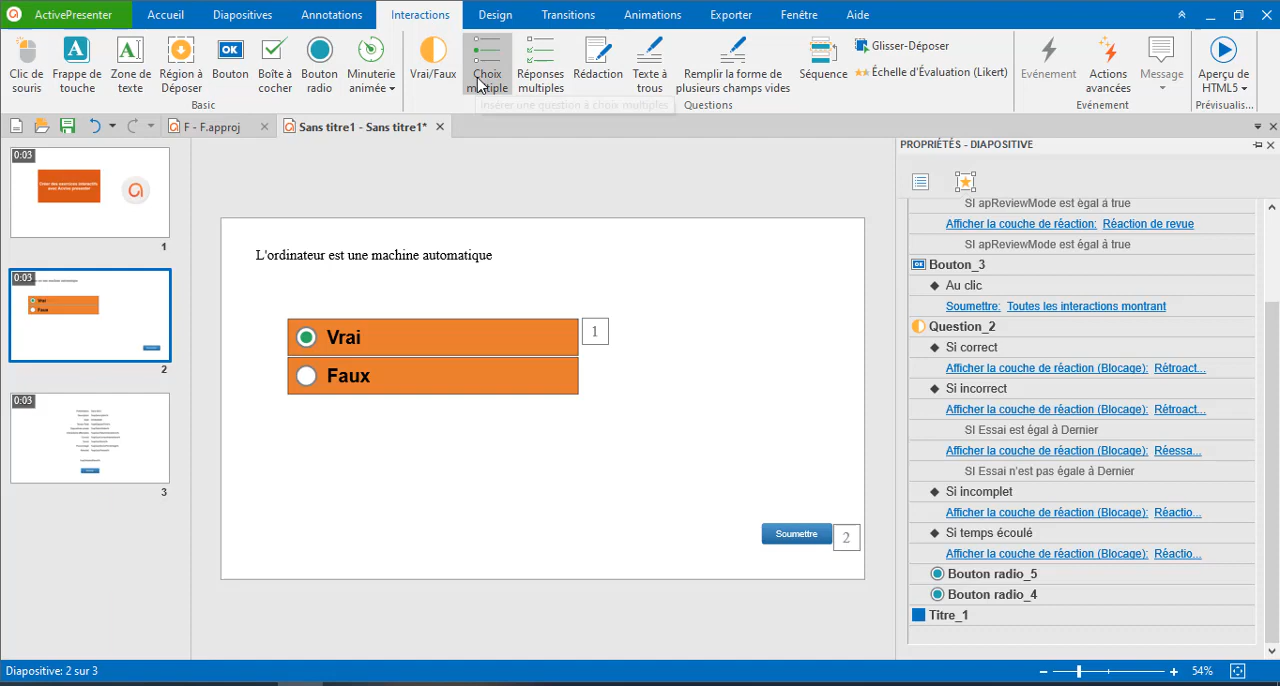 ActivePresenter Accueil Diapositives Annotations Interactions Design Transitions Animations Exporter Fenêtre Aide
Clic de souris
Frappe de touche
Zone de texte
Région à Déposer
Bouton
Boîte à cocher
Bouton radio
Minuterie animée
Basic
Vrai/Faux
Choix multiple
Réponses multiples
Rédaction
Texte à trous
Remplir la forme de plusieurs champs vides
Séquence
Glisser-Déposer
Échelle d'Évaluation (Likert)
Questions
Evénement
Actions avancées
Message
Evénement
Aperçu de HTML5
Prévisualis...
Insérer une question à choix multiples
F - F.approj
Sans titre1 - Sans titre1*
0:03
Créer des exercices interactifs
1
0:03
Vrai
Faux
2
0:03
3
L'ordinateur est une machine automatique
Vrai
1
Faux
Soumettre
2
PROPRIÉTÉS - DIAPOSITIVE
SI apReviewMode est égal à true
Afficher la couche de réaction: Réaction de revue
SI apReviewMode est égal à true
Bouton_3
Au clic
Soumettre: Toutes les interactions montrant
Question_2
Si correct
Afficher la couche de réaction (Blocage): Rétroact...
Si incorrect
Afficher la couche de réaction (Blocage): Rétroact...
SI Essai est égal à Dernier
Afficher la couche de réaction (Blocage): Réessa...
SI Essai n'est pas égale à Dernier
Si incomplet
Afficher la couche de réaction (Blocage): Réactio...
Si temps écoulé
Afficher la couche de réaction (Blocage): Réactio...
Bouton radio_5
Bouton radio_4
Titre_1
Diapositive: 2 sur 3
54%